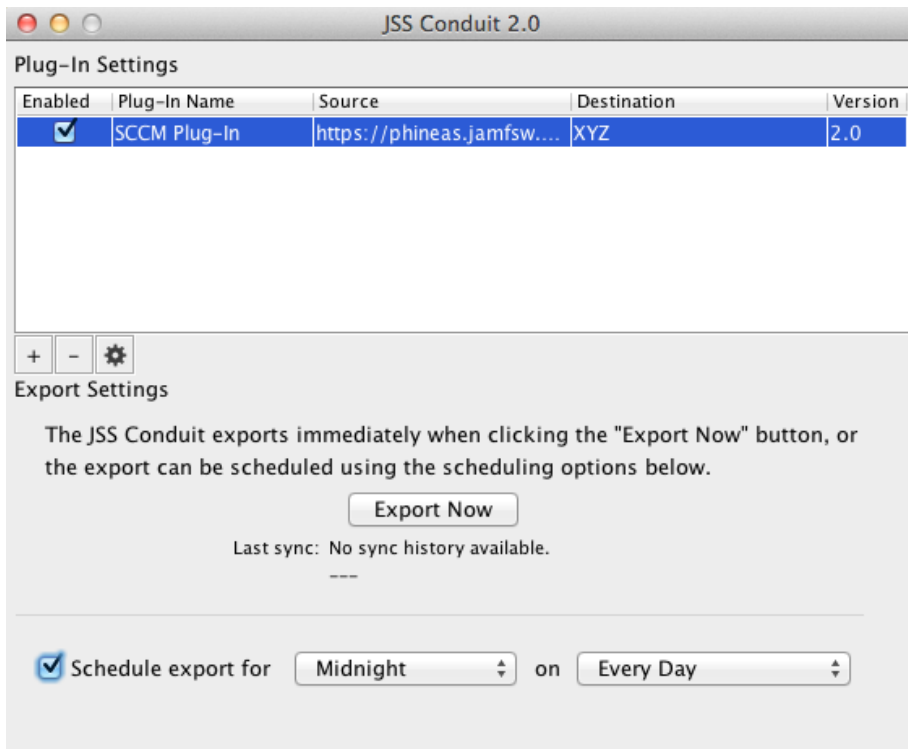 JSS Conduit 2.0
Plug-In Settings
Enabled Plug-In Name Source Destination Version
SCCM Plug-In https://phineas.jamfsw.... XYZ 2.0
+ -
Export Settings
The JSS Conduit exports immediately when clicking the "Export Now" button, or
the export can be scheduled using the scheduling options below.
Export Now
Last sync: No sync history available.
---
Schedule export for Midnight on Every Day